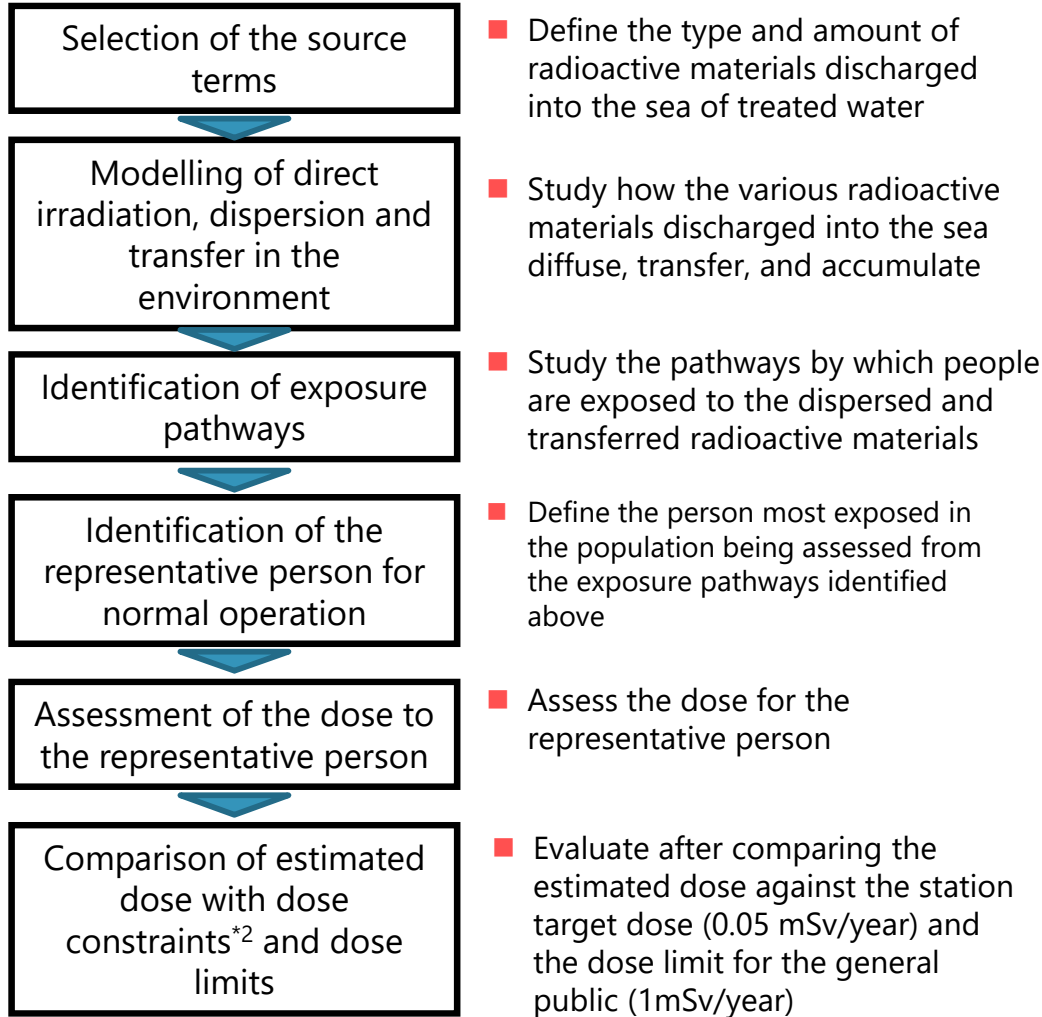 Selection of the source
terms
■ Define the type and amount of
radioactive materials discharged
into the sea of treated water
Modelling of direct
irradiation, dispersion and
transfer in the
environment
■ Study how the various radioactive
materials discharged into the sea
diffuse, transfer, and accumulate
Identification of exposure
pathways
■ Study the pathways by which people
are exposed to the dispersed and
transferred radioactive materials
Identification of the
representative person for
normal operation
■ Define the person most exposed in
the population being assessed from
the exposure pathways identified
above
Assessment of the dose to
the representative person
■ Assess the dose for the
representative person
Comparison of estimated
dose with dose
constraints*2 and dose
limits
■ Evaluate after comparing the
estimated dose against the station
target dose (0.05 mSv/year) and
the dose limit for the general
public (1mSv/year)